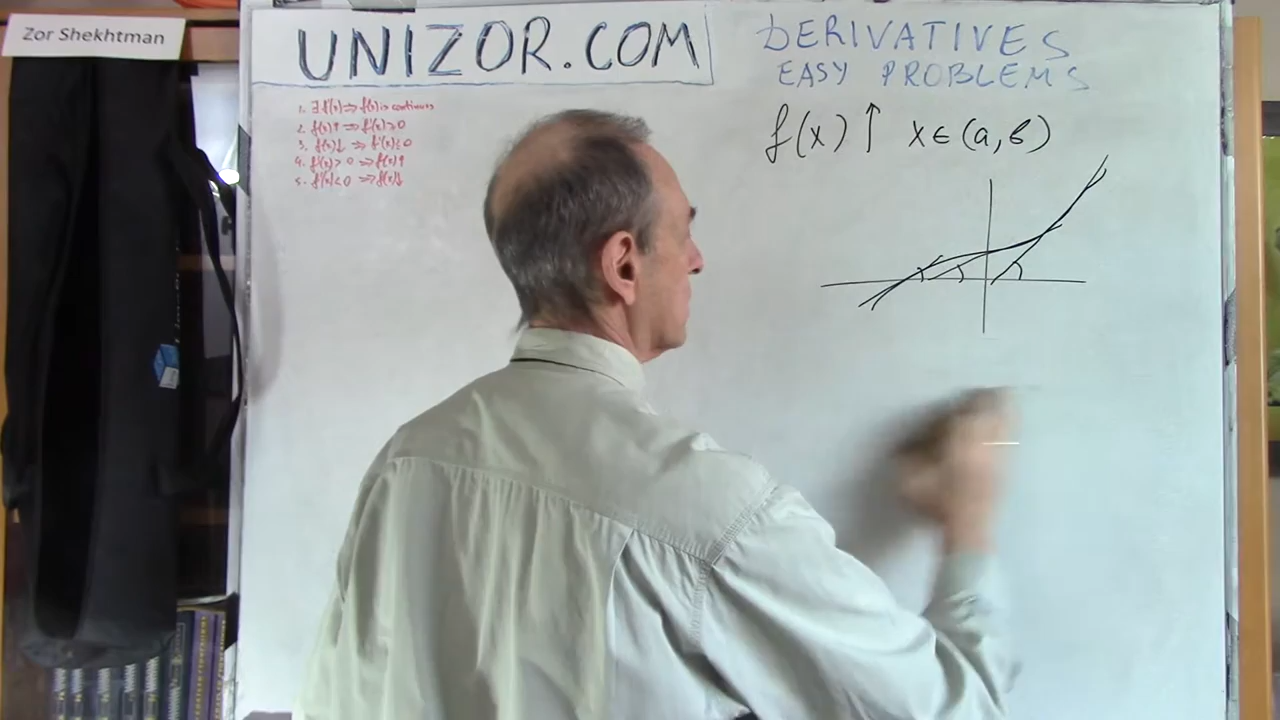 Zor Shekhtman
UNIZOR.COM
DERIVATIVES
EASY PROBLEMS
1. ∃ f'(x) ⇒ f(x) is continuous
2. f(x)↑ ⇒ f'(x) ≥ 0
3. f(x)↓ ⇒ f'(x) ≤ 0
4. f'(x) > 0 ⇒ f(x)↑
5. f'(x) < 0 ⇒ f(x)↓
f(x)↑ x∈(a,b)